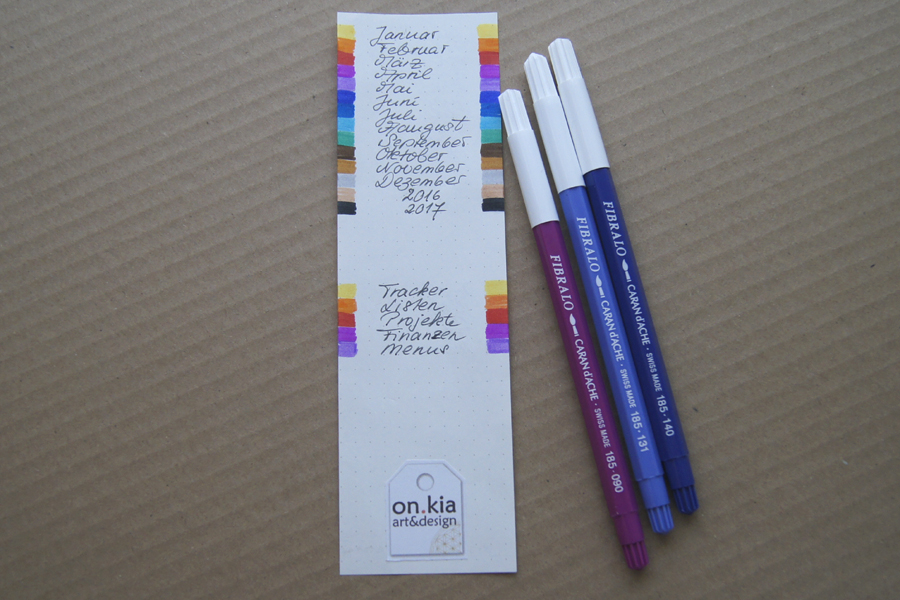 Januar
Februar
März
April
Mai
Juni
Juli
Aaugust
September
Oktober
November
Dezember
2016
2017
Tracker
Listen
Projekte
Finanzen
Menus
on.kia
art&design
FIBRALO CARAN d'ACHE · SWISS MADE 185·090
FIBRALO CARAN d'ACHE · SWISS MADE 185·131
FIBRALO CARAN d'ACHE · SWISS MADE 185·140